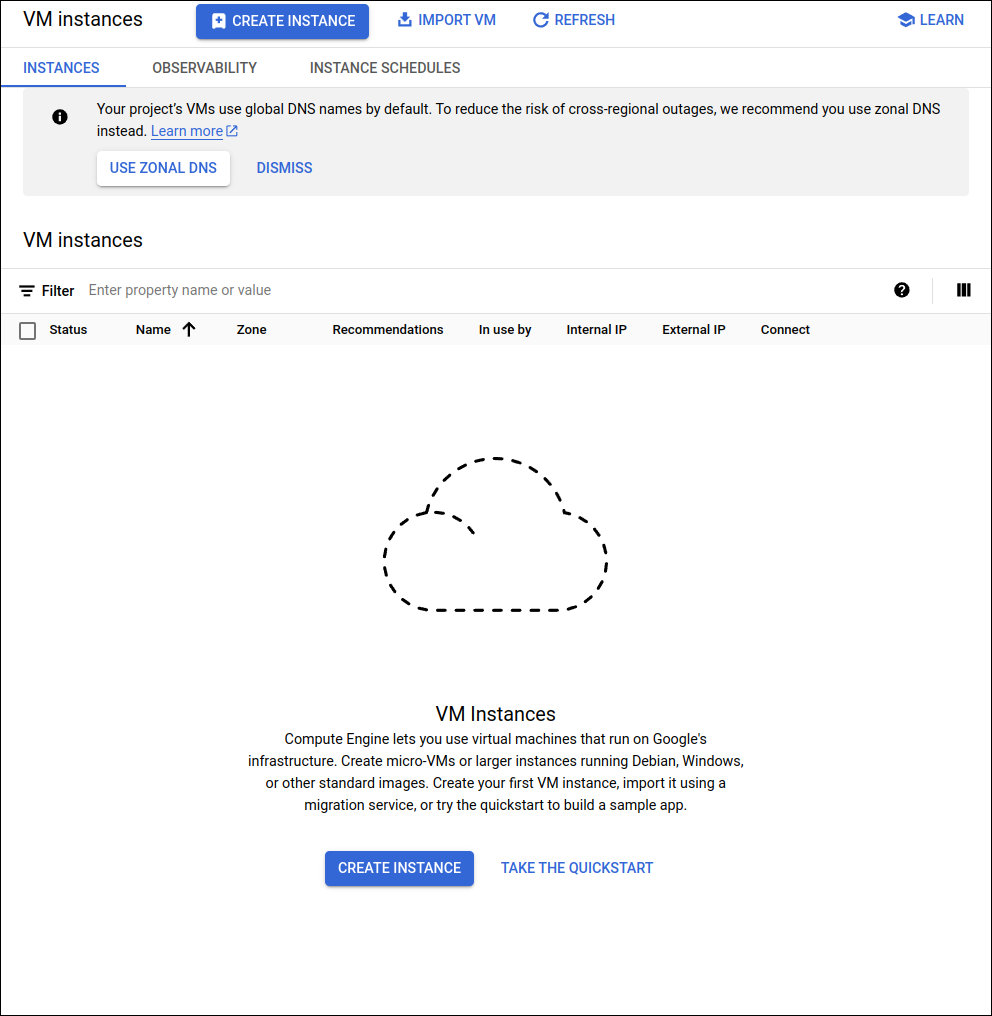 VM instances
CREATE INSTANCE
IMPORT VM
REFRESH
LEARN
INSTANCES
OBSERVABILITY
INSTANCE SCHEDULES
Your project's VMs use global DNS names by default. To reduce the risk of cross-regional outages, we recommend you use zonal DNS
instead. Learn more
USE ZONAL DNS
DISMISS
VM instances
Filter
Enter property name or value
Status
Name
Zone
Recommendations
In use by
Internal IP
External IP
Connect
VM Instances
Compute Engine lets you use virtual machines that run on Google's
infrastructure. Create micro-VMs or larger instances running Debian, Windows,
or other standard images. Create your first VM instance, import it using a
migration service, or try the quickstart to build a sample app.
CREATE INSTANCE
TAKE THE QUICKSTART